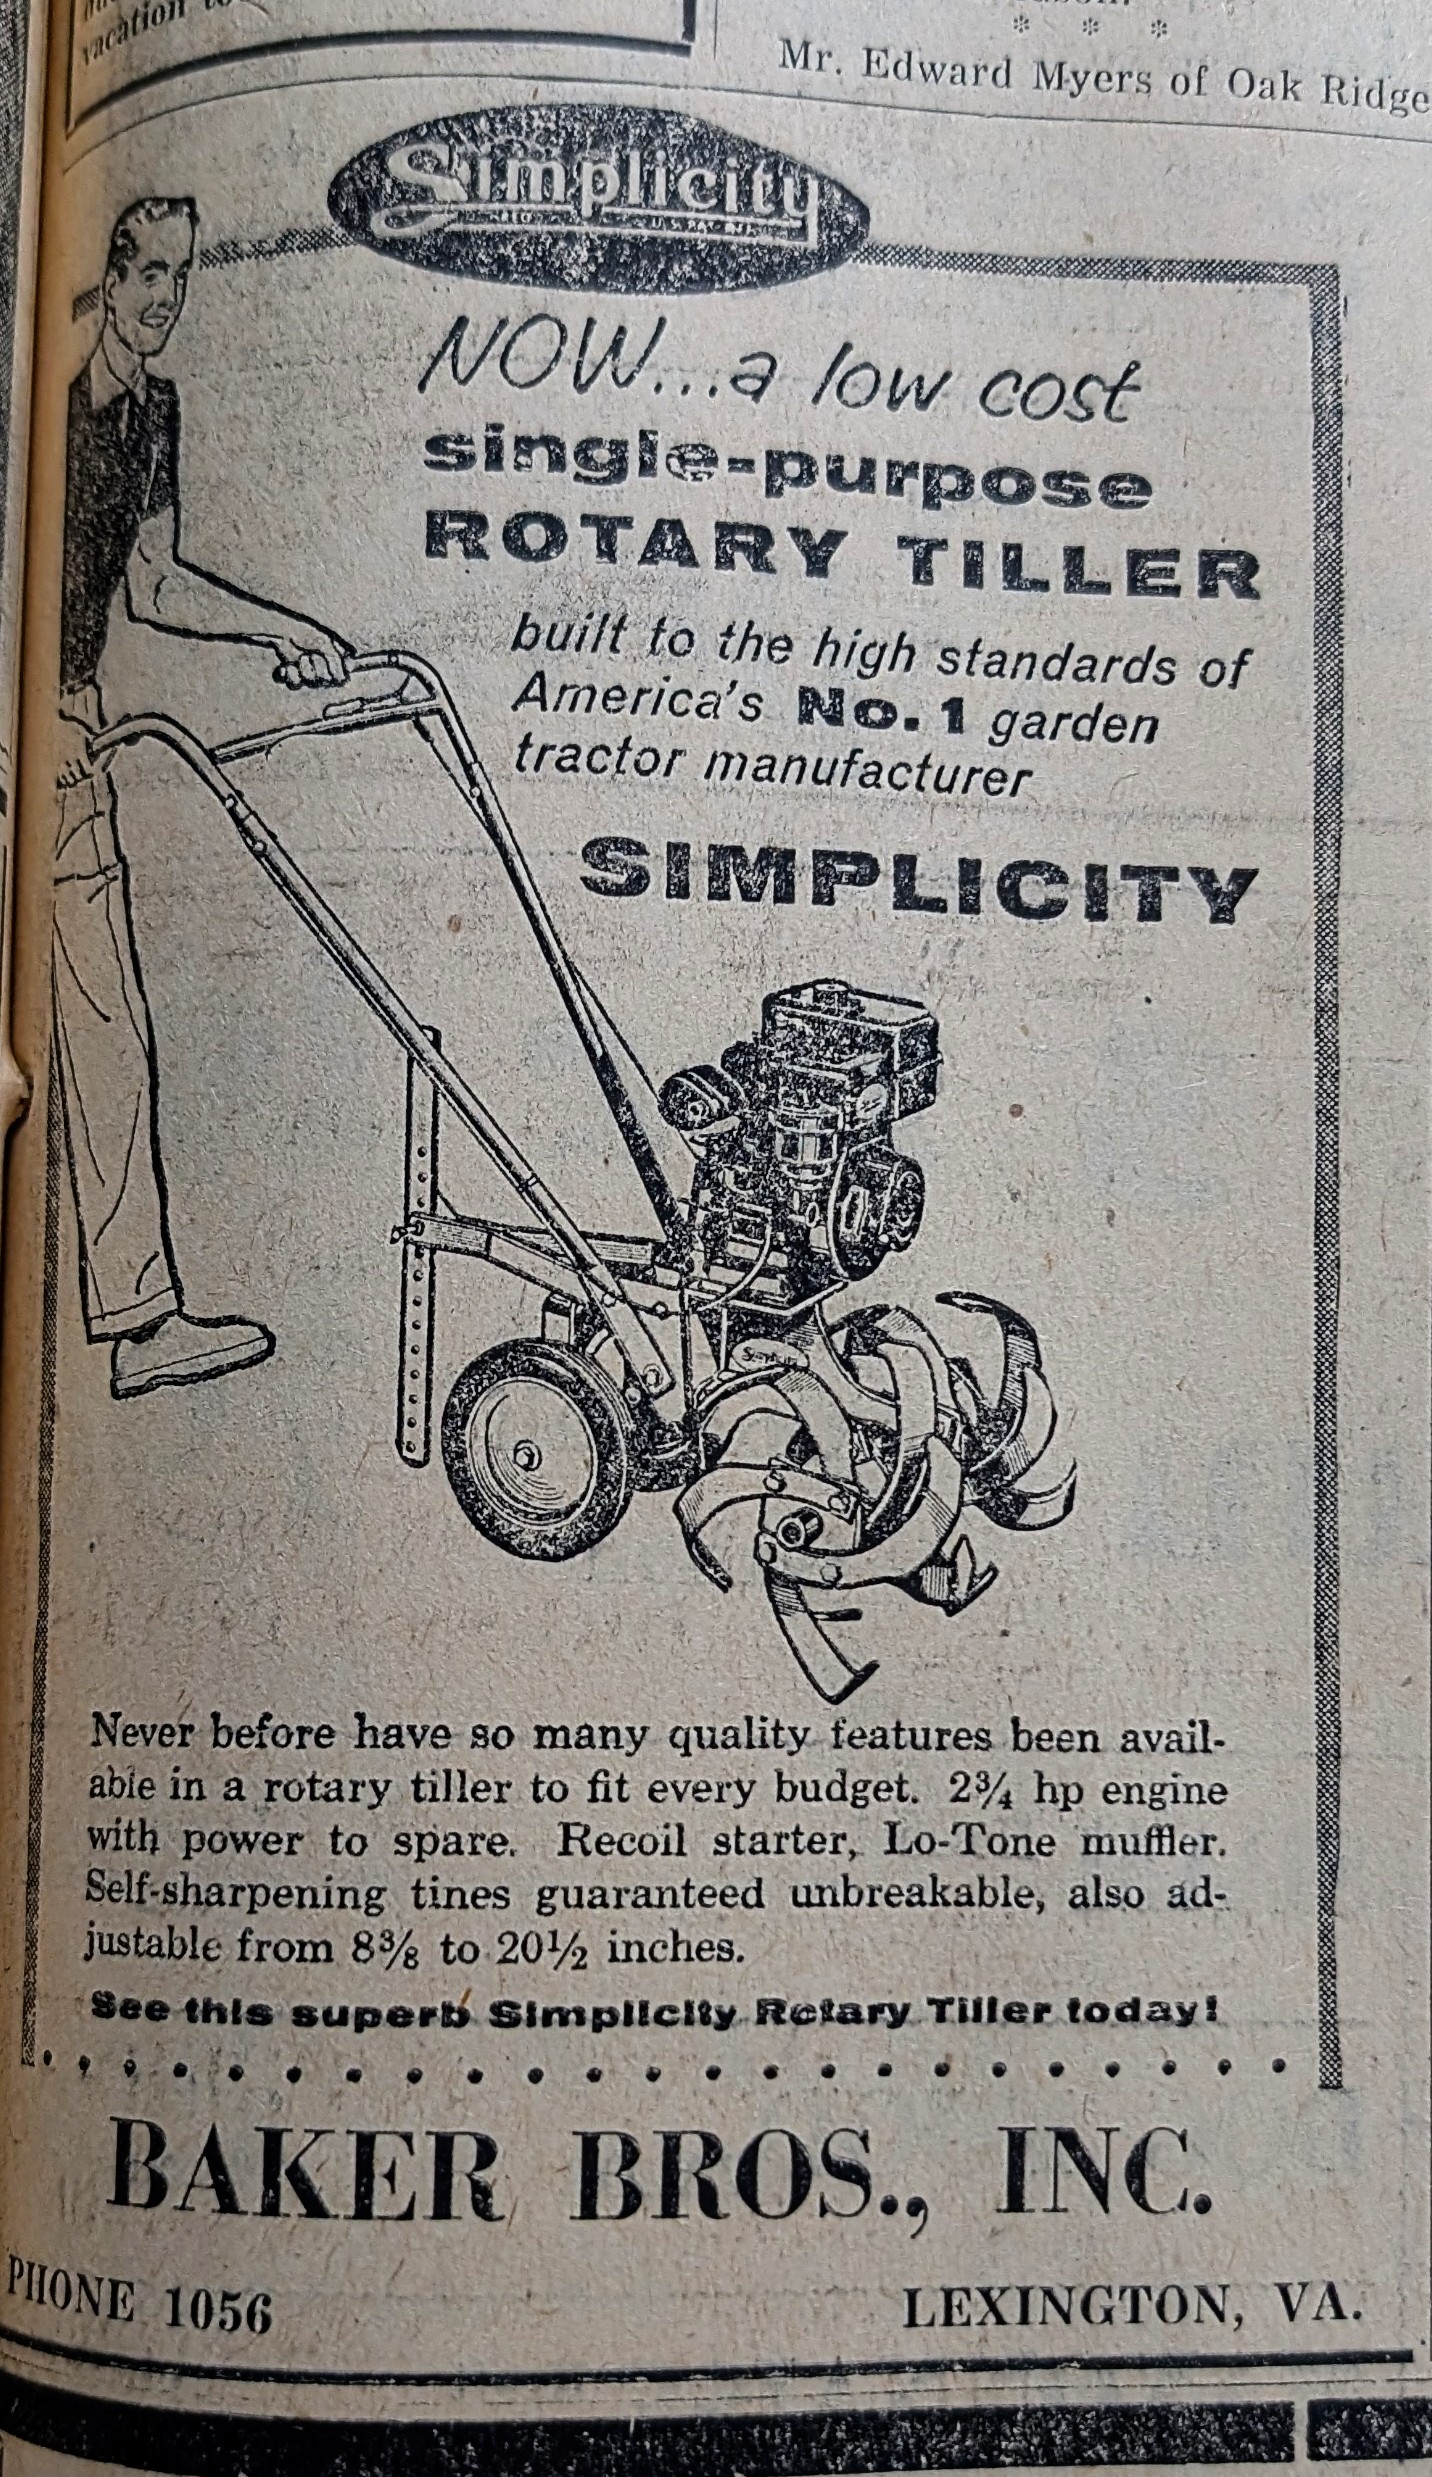 vacation
* * *
Mr. Edward Myers of Oak Ridge
Simplicity
NOW...a low cost
single-purpose
ROTARY TILLER
built to the high standards of
America's No. 1 garden
tractor manufacturer
SIMPLICITY
Never before have so many quality features been avail-
able in a rotary tiller to fit every budget. 2¾ hp engine
with power to spare. Recoil starter, Lo-Tone muffler.
Self-sharpening tines guaranteed unbreakable, also ad-
justable from 8⅜ to 20½ inches.
See this superb Simplicity Rotary Tiller today!
BAKER BROS., INC.
PHONE 1056 LEXINGTON, VA.